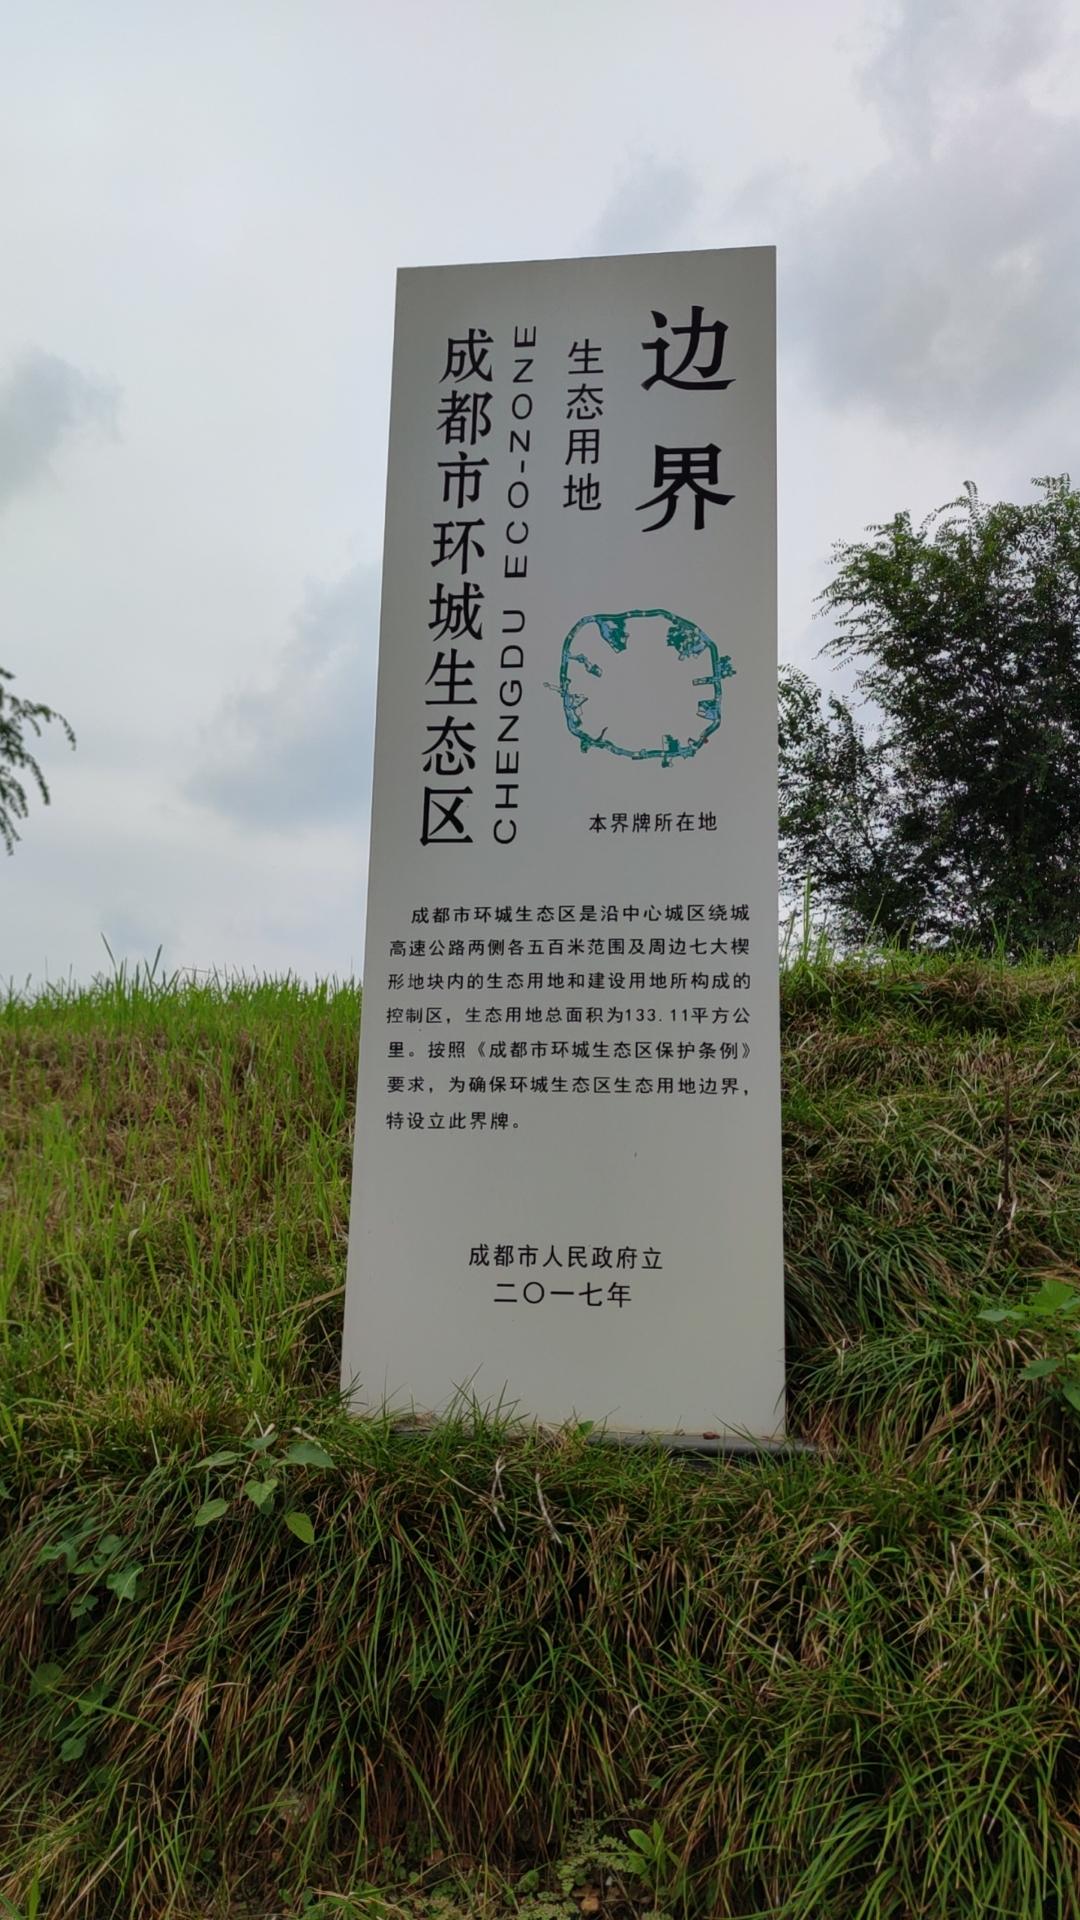 边界
生态用地
CHENGDU ECO-ZONE
成都市环城生态区
本界牌所在地
成都市环城生态区是沿中心城区绕城
高速公路两侧各五百米范围及周边七大楔
形地块内的生态用地和建设用地所构成的
控制区，生态用地总面积为133.11平方公
里。按照《成都市环城生态区保护条例》
要求，为确保环城生态区生态用地边界，
特设立此界牌。
成都市人民政府立
二〇一七年